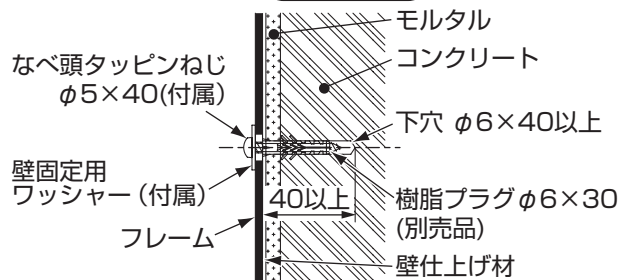 モルタル
コンクリート
なべ頭タッピンねじ
φ5×40(付属)
下穴 φ6×40以上
壁固定用
ワッシャー(付属)
40以上
樹脂プラグφ6×30
(別売品)
フレーム
壁仕上げ材